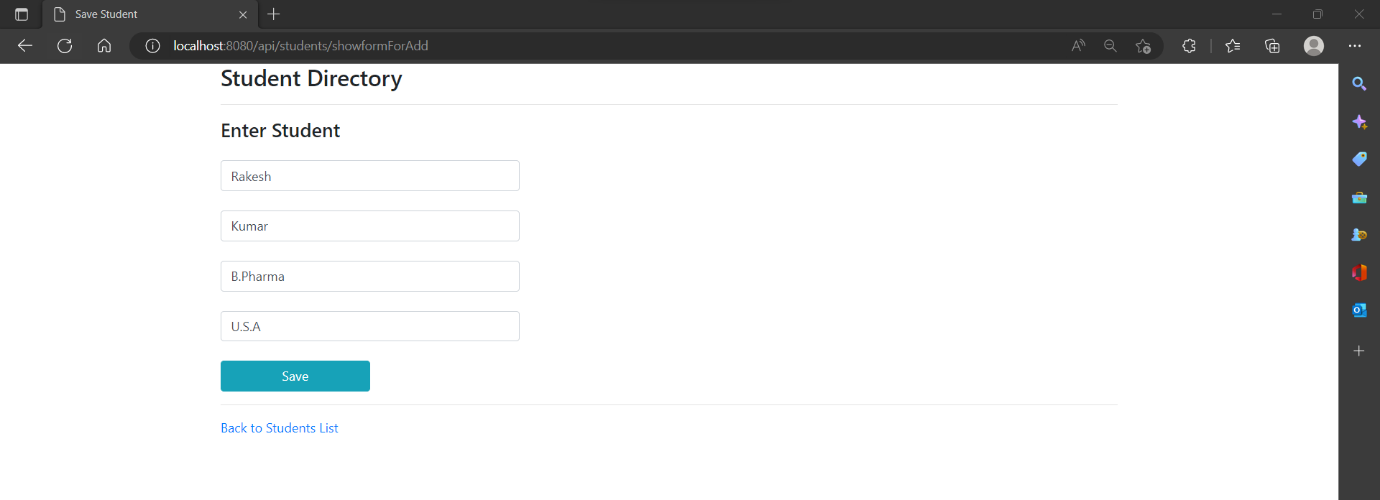 Save Student
localhost:8080/api/students/showformForAdd
Student Directory
Enter Student
Rakesh
Kumar
B.Pharma
U.S.A
Save
Back to Students List